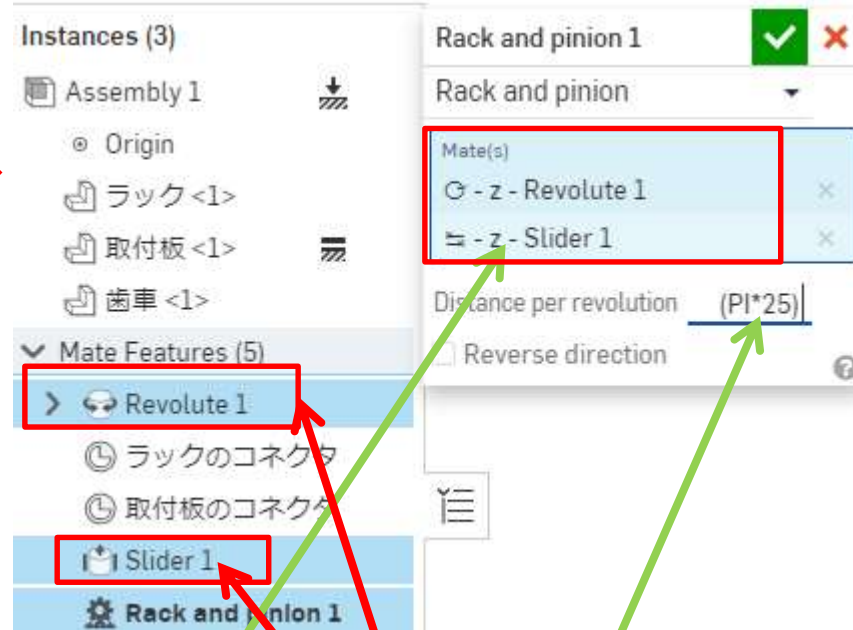 Instances (3)
Assembly 1
Origin
ラック <1>
取付板 <1>
歯車 <1>
Mate Features (5)
Revolute 1
ラックのコネクタ
取付板のコネクタ
Slider 1
Rack and pinion 1
Rack and pinion 1
Rack and pinion
Mate(s)
- z - Revolute 1
- z - Slider 1
Distance per revolution (PI*25)
Reverse direction